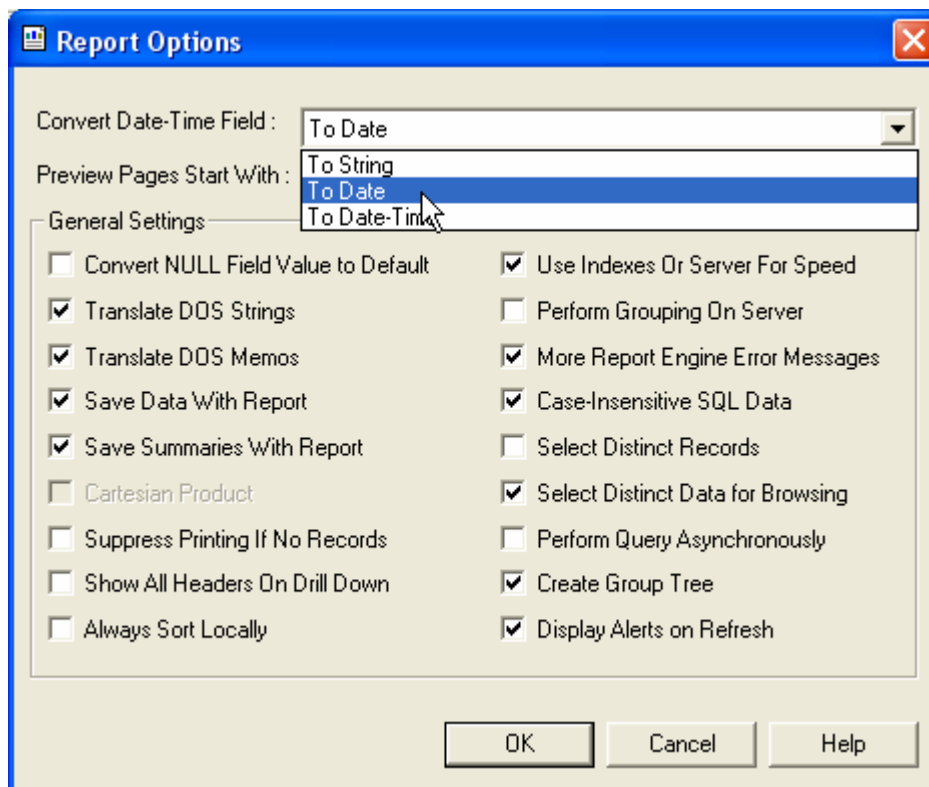 Report Options
Convert Date-Time Field : To Date
To String
Preview Pages Start With : To Date
To Date-Time
General Settings
Convert NULL Field Value to Default Use Indexes Or Server For Speed
Translate DOS Strings Perform Grouping On Server
Translate DOS Memos More Report Engine Error Messages
Save Data With Report Case-Insensitive SQL Data
Save Summaries With Report Select Distinct Records
Cartesian Product Select Distinct Data for Browsing
Suppress Printing If No Records Perform Query Asynchronously
Show All Headers On Drill Down Create Group Tree
Always Sort Locally Display Alerts on Refresh
OK Cancel Help